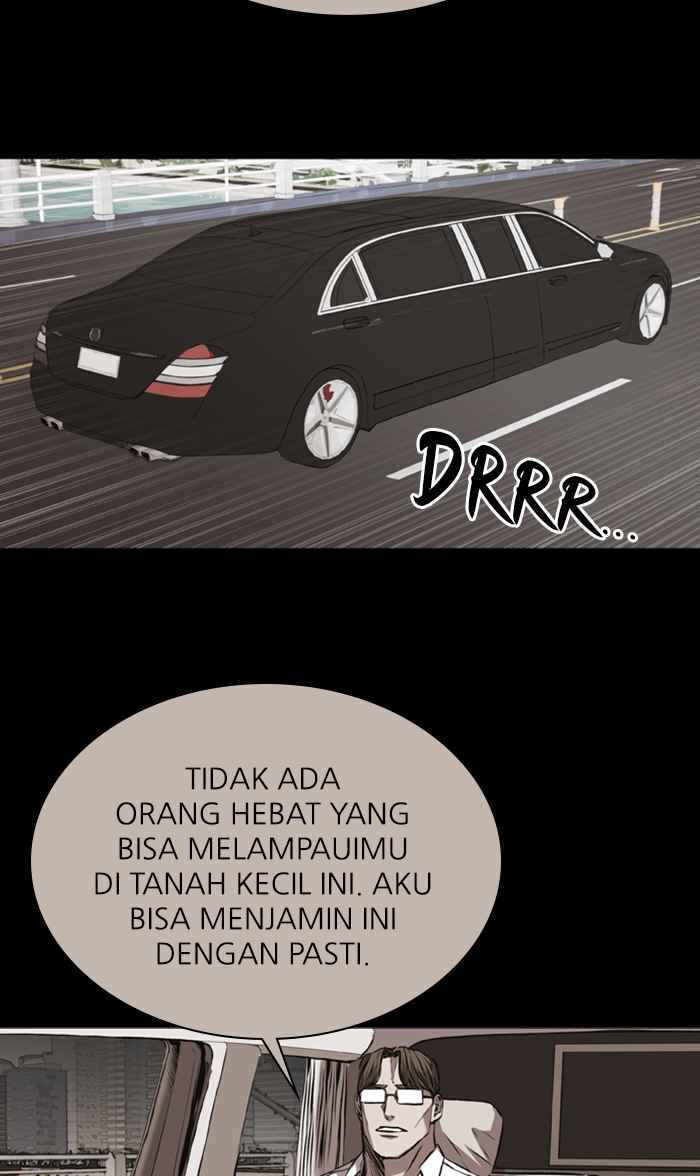 DRRR...
TIDAK ADA
ORANG HEBAT YANG
BISA MELAMPAUIMU
DI TANAH KECIL INI. AKU
BISA MENJAMIN INI
DENGAN PASTI.